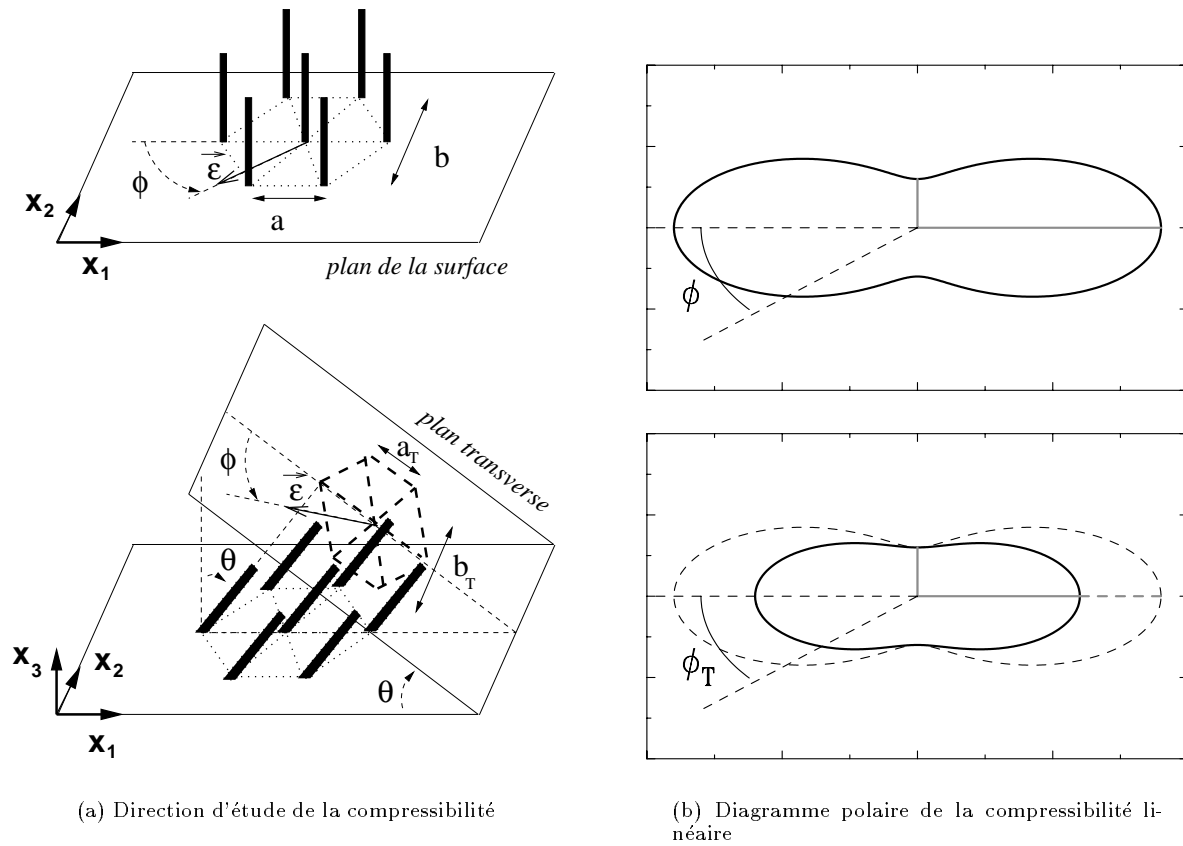 ε
ϕ
b
a
x₂
x₁
plan de la surface
ϕ
plan transverse
a_T
ϕ
ε
θ
b_T
x₃
x₂
θ
x₁
ϕ_T
(a) Direction d'étude de la compressibilité
(b) Diagramme polaire de la compressibilité li-
néaire